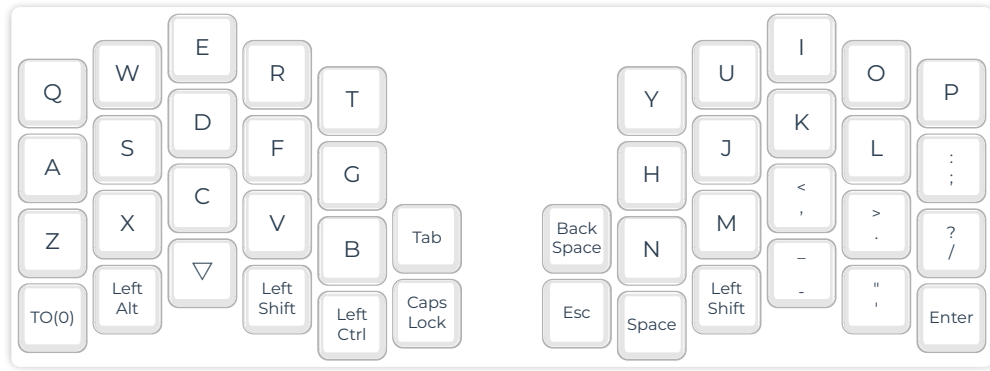 Q W E R T Y U I O P
A S D F G H J K L :
;
Z X C V B Tab Back
Space N M <
, >
. ?
/
TO(0) Left
Alt ▽ Left
Shift Left
Ctrl Caps
Lock Esc Space Left
Shift _
- "
' Enter